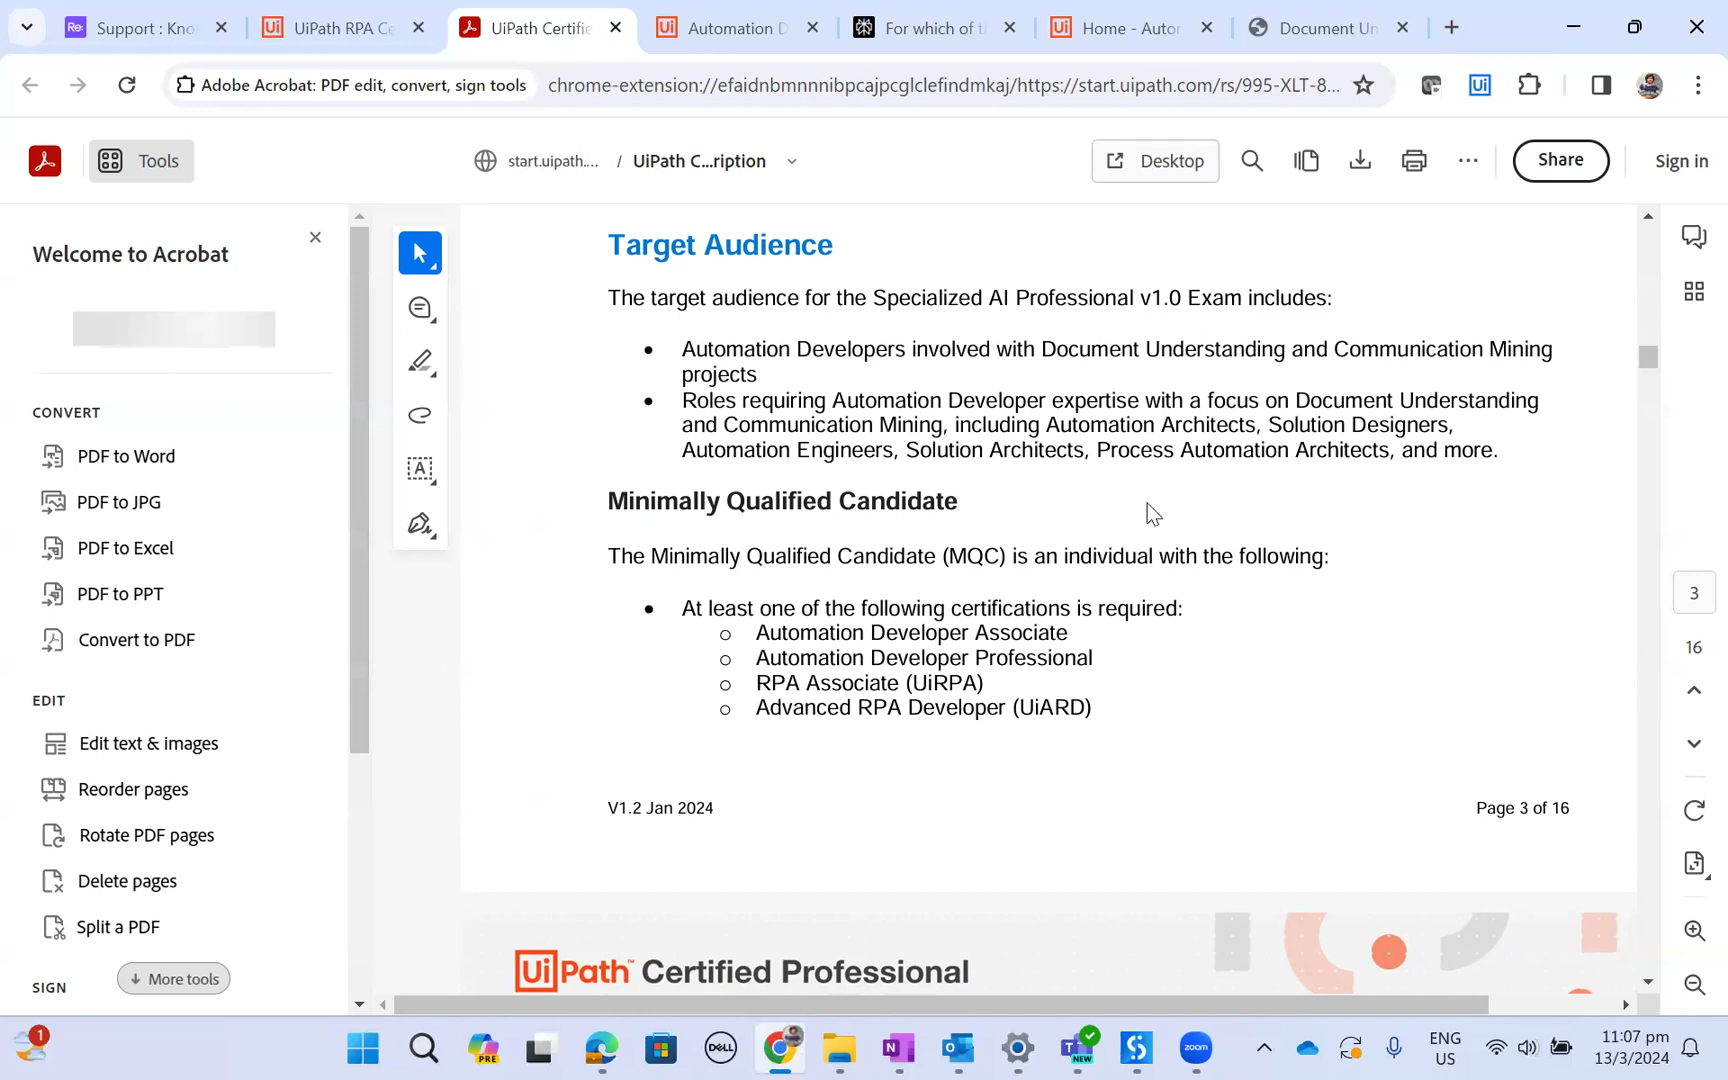 Support : Kno
UiPath RPA Ce
UiPath Certifie
Automation D
For which of t
Home - Autor
Document Un
Adobe Acrobat: PDF edit, convert, sign tools
chrome-extension://efaidnbmnnnibpcajpcglclefindmkaj/https://start.uipath.com/rs/995-XLT-8...
Tools
start.uipath.... / UiPath C...ription
Desktop
Share
Sign in
Welcome to Acrobat
CONVERT
PDF to Word
PDF to JPG
PDF to Excel
PDF to PPT
Convert to PDF
EDIT
Edit text & images
Reorder pages
Rotate PDF pages
Delete pages
Split a PDF
SIGN
More tools
Target Audience
The target audience for the Specialized AI Professional v1.0 Exam includes:
• Automation Developers involved with Document Understanding and Communication Mining
projects
• Roles requiring Automation Developer expertise with a focus on Document Understanding
and Communication Mining, including Automation Architects, Solution Designers,
Automation Engineers, Solution Architects, Process Automation Architects, and more.
Minimally Qualified Candidate
The Minimally Qualified Candidate (MQC) is an individual with the following:
• At least one of the following certifications is required:
o Automation Developer Associate
o Automation Developer Professional
o RPA Associate (UiRPA)
o Advanced RPA Developer (UiARD)
V1.2 Jan 2024
Page 3 of 16
UiPath™ Certified Professional
3
16
1
PRE
DELL
NEW
zoom
ENG
US
11:07 pm
13/3/2024